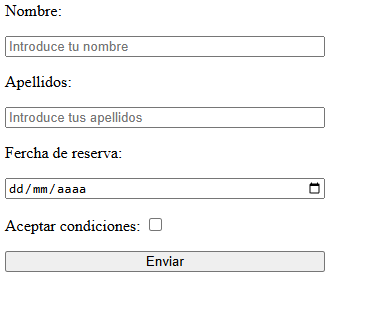 Nombre:
Introduce tu nombre
Apellidos:
Introduce tus apellidos
Fercha de reserva:
dd/mm/aaaa
Aceptar condiciones:
Enviar